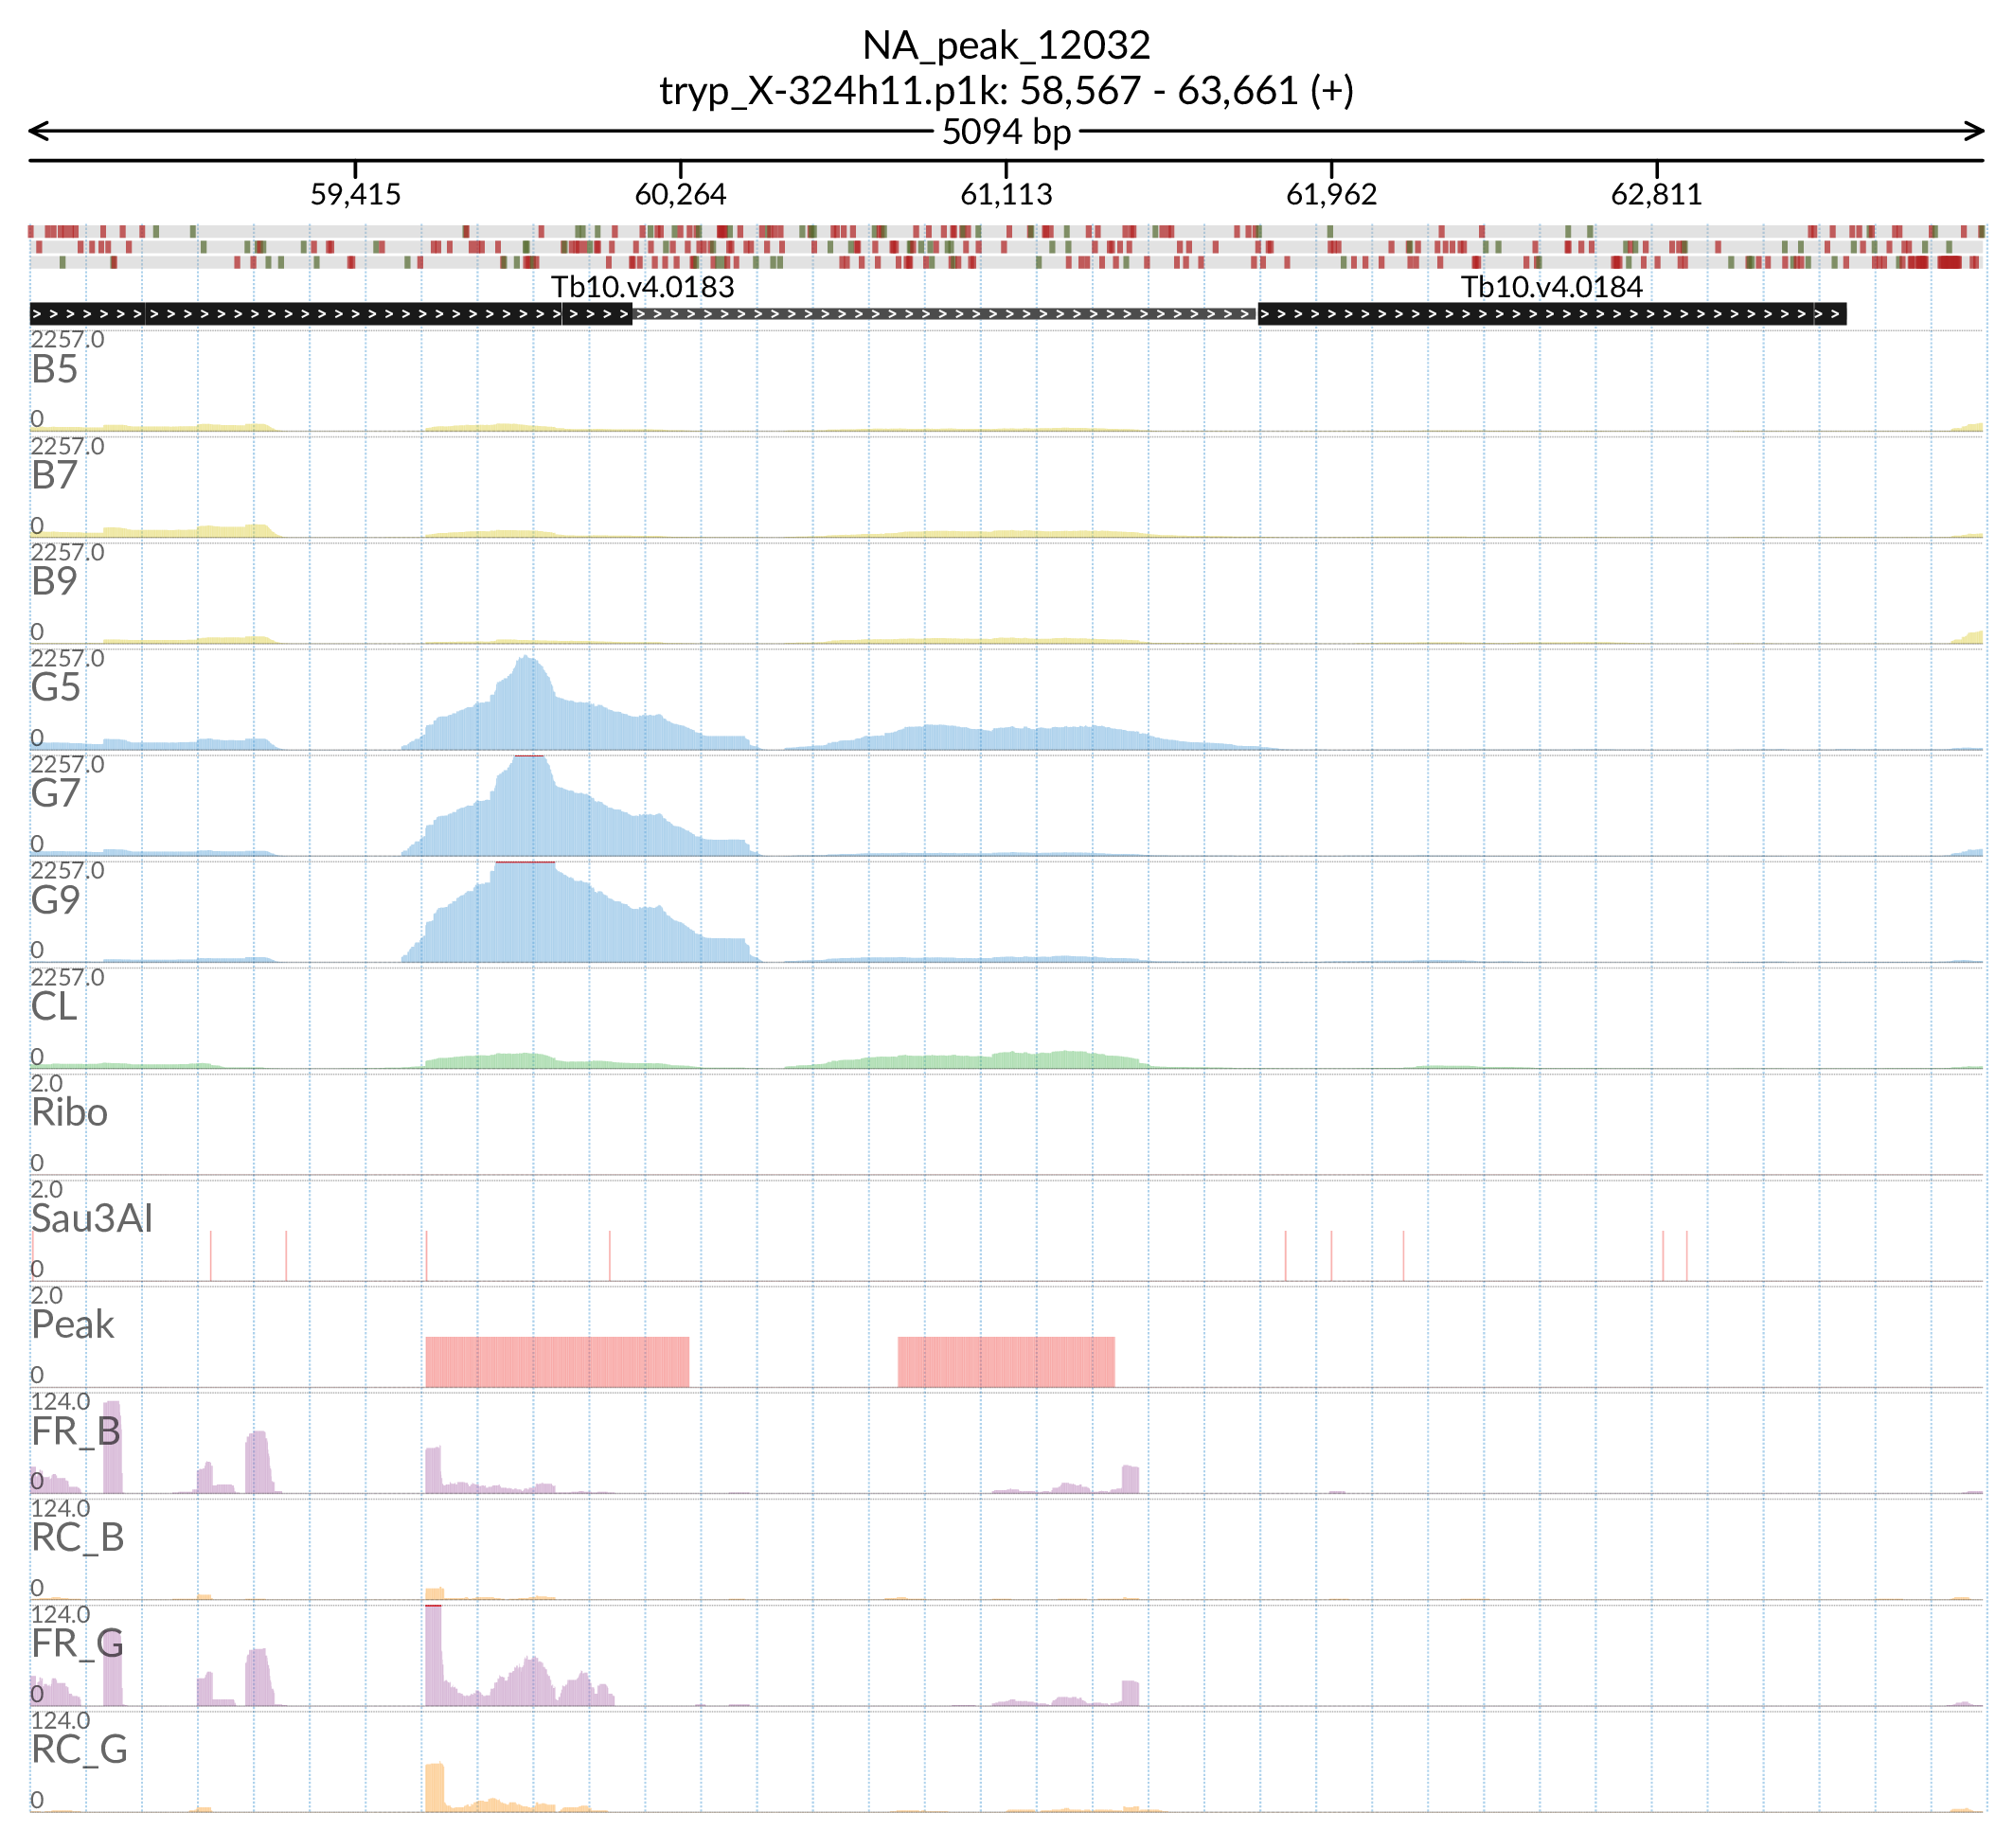 NA_peak_12032
tryp_X-324h11.p1k: 58,567 - 63,661 (+)
5094 bp
59,415 60,264 61,113 61,962 62,811
Tb10.v4.0183 Tb10.v4.0184
2257.0
B5
0
2257.0
B7
0
2257.0
B9
0
2257.0
G5
0
2257.0
G7
0
2257.0
G9
0
2257.0
CL
0
2.0
Ribo
0
2.0
Sau3AI
0
2.0
Peak
0
124.0
FR_B
0
124.0
RC_B
0
124.0
FR_G
0
124.0
RC_G
0